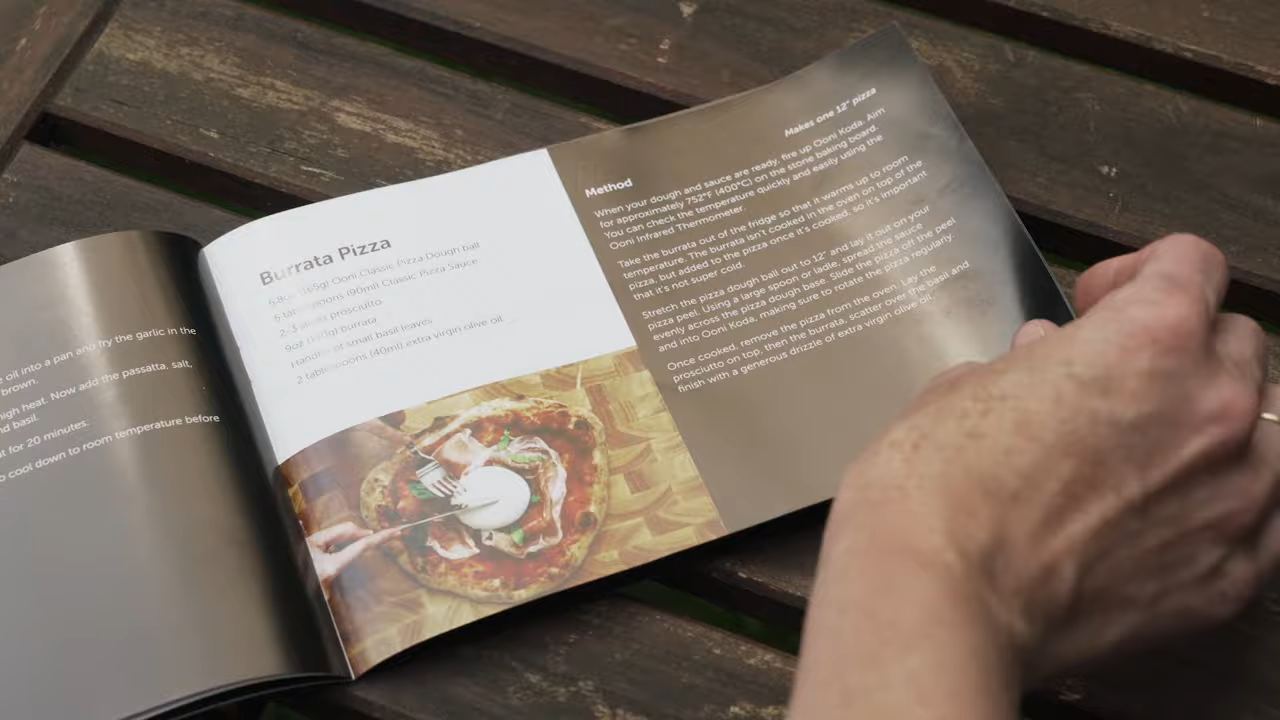 e oil into a pan and fry the garlic in the
brown.
high heat. Now add the passatta, salt,
nd basil.
at for 20 minutes.
o cool down to room temperature before
Burrata Pizza
5.8oz (165g) Ooni Classic Pizza Dough ball
6 tablespoons (90ml) Classic Pizza Sauce
2-3 slices prosciutto
9oz burrata
Handful of small basil leaves
2 tablespoons (40ml) extra virgin olive oil
Makes one 12" pizza
Method
When your dough and sauce are ready, fire up Ooni Koda. Aim
for approximately 752°F (400°C) on the stone baking board.
You can check the temperature quickly and easily using the
Ooni Infrared Thermometer.
Take the burrata out of the fridge so that it warms up to room
temperature. The burrata isn't cooked in the oven on top of the
pizza, but added to the pizza once it's cooked, so it's important
that it's not super cold.
Stretch the pizza dough ball out to 12" and lay it out on your
pizza peel. Using a large spoon or ladle, spread the sauce
evenly across the pizza dough base. Slide the pizza off the peel
and into Ooni Koda, making sure to rotate the pizza regularly.
Once cooked, remove the pizza from the oven. Lay the
prosciutto on top, then the burrata, scatter over the basil and
finish with a generous drizzle of extra virgin olive oil.